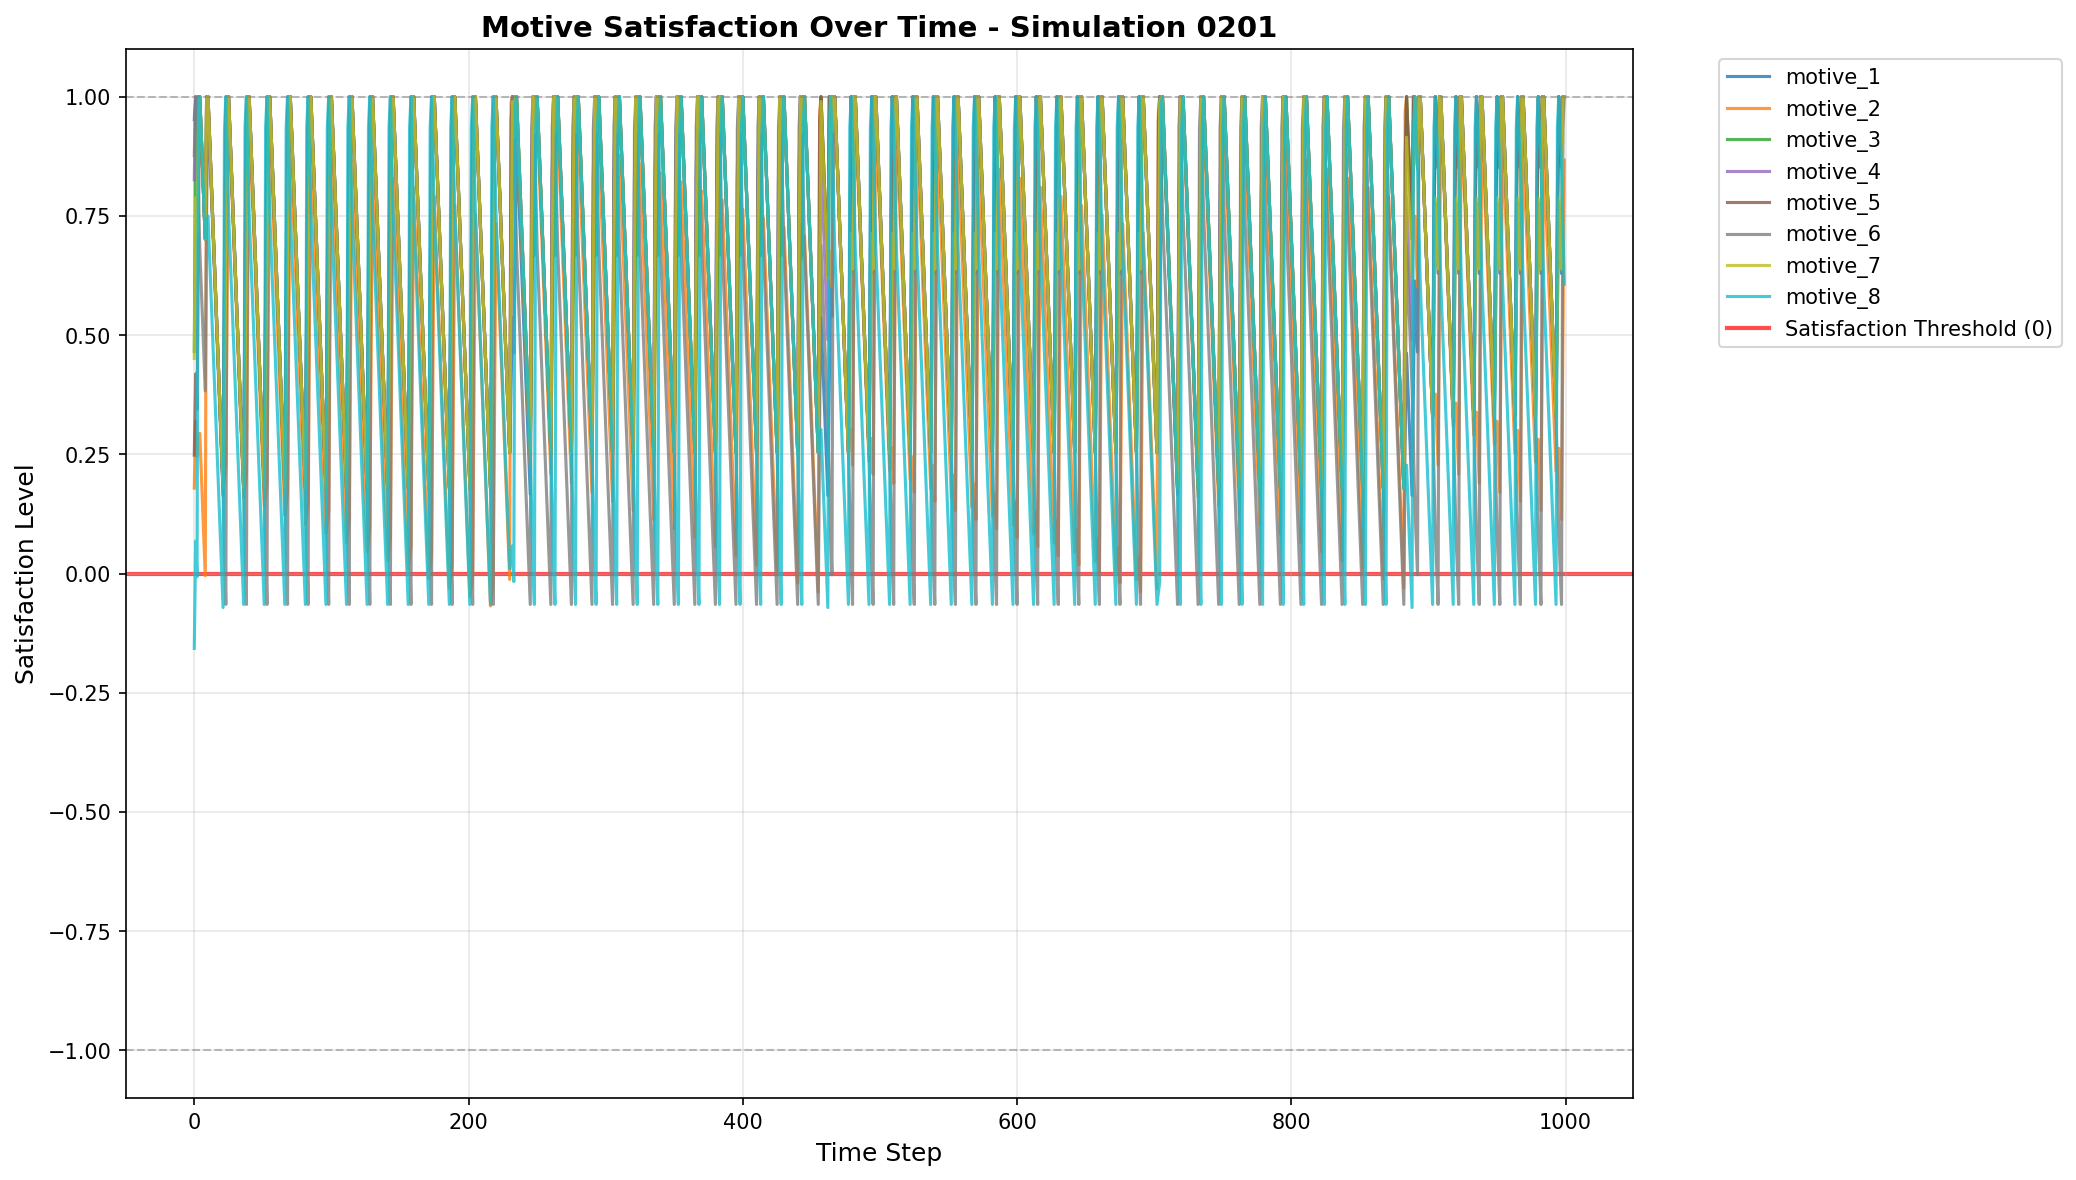 Motive Satisfaction Over Time - Simulation 0201
Satisfaction Level
1.00
0.75
0.50
0.25
0.00
−0.25
−0.50
−0.75
−1.00
0
200
400
600
800
1000
Time Step
motive_1
motive_2
motive_3
motive_4
motive_5
motive_6
motive_7
motive_8
Satisfaction Threshold (0)